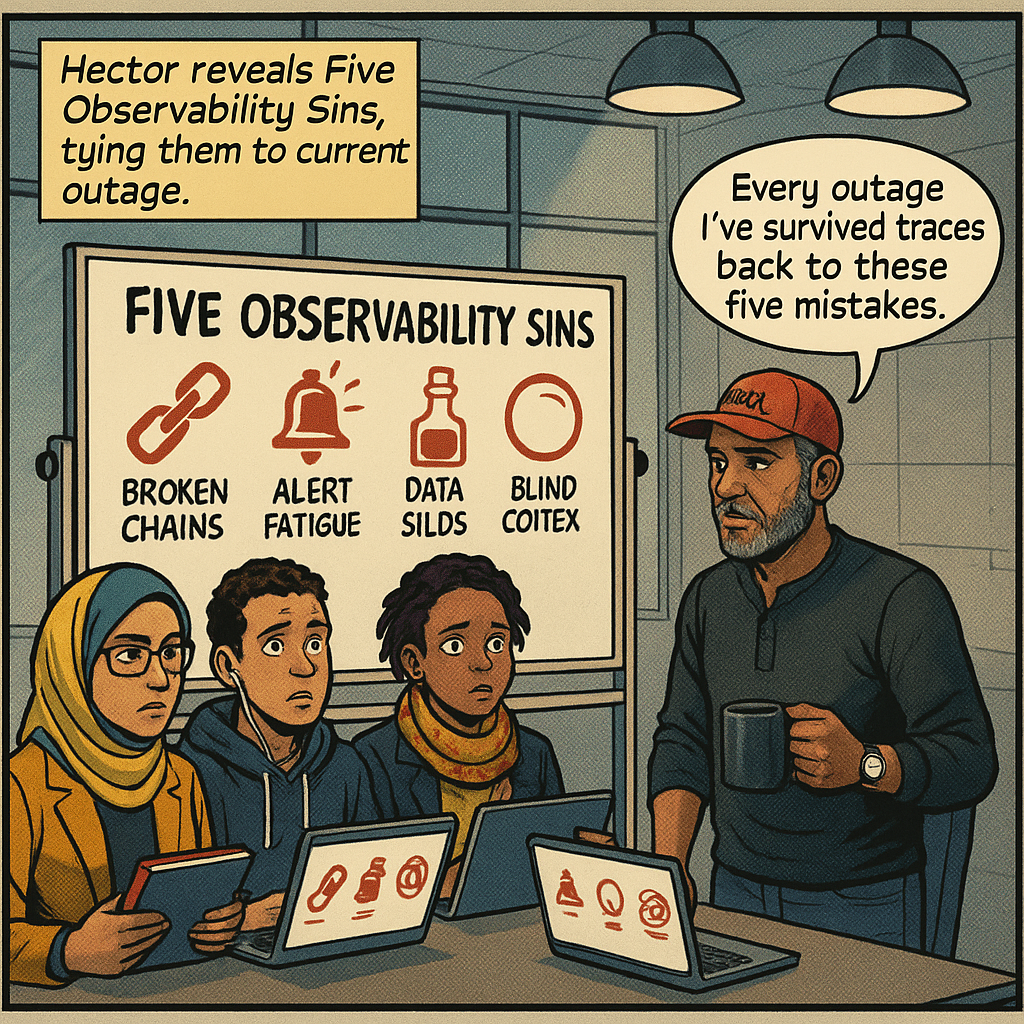 Hector reveals Five
Observability Sins,
tying them to current
outage.
Every outage
I've survived traces
back to these
five mistakes.
FIVE OBSERVABILITY SINS
BROKEN
CHAINS
ALERT
FATIGUE
DATA
SILDS
BLIND
COITEX